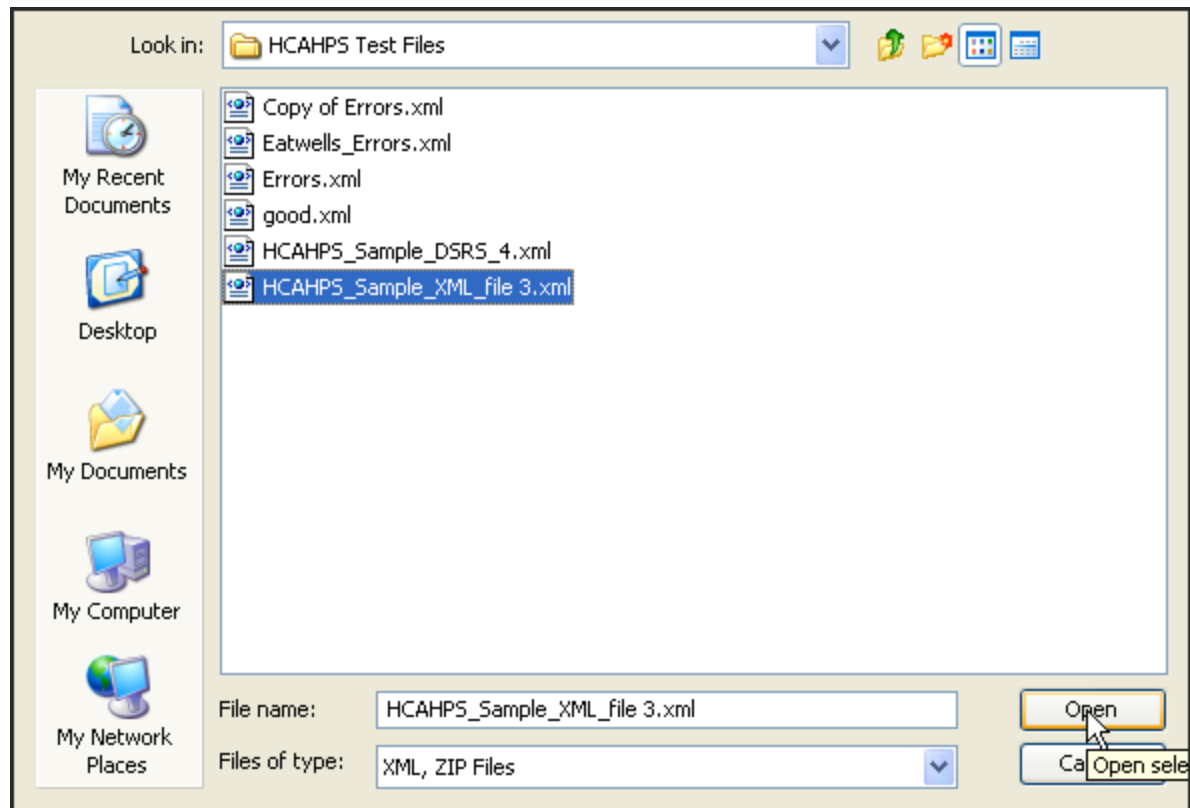 Look in: HCAHPS Test Files
Copy of Errors.xml
Eatwells_Errors.xml
Errors.xml
good.xml
HCAHPS_Sample_DSRS_4.xml
HCAHPS_Sample_XML_file 3.xml
My Recent
Documents
Desktop
My Documents
My Computer
My Network
Places
File name: HCAHPS_Sample_XML_file 3.xml Open
Files of type: XML, ZIP Files Ca
Open sele